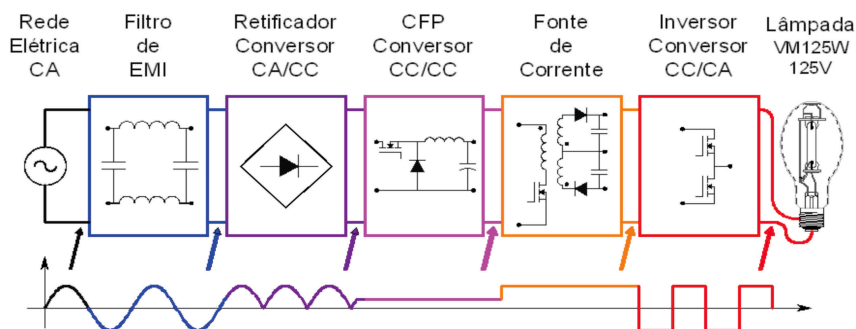 Rede
Elétrica
CA
Filtro
de
EMI
Retificador
Conversor
CA/CC
CFP
Conversor
CC/CC
Fonte
de
Corrente
Inversor
Conversor
CC/CA
Lâmpada
VM125W
125V